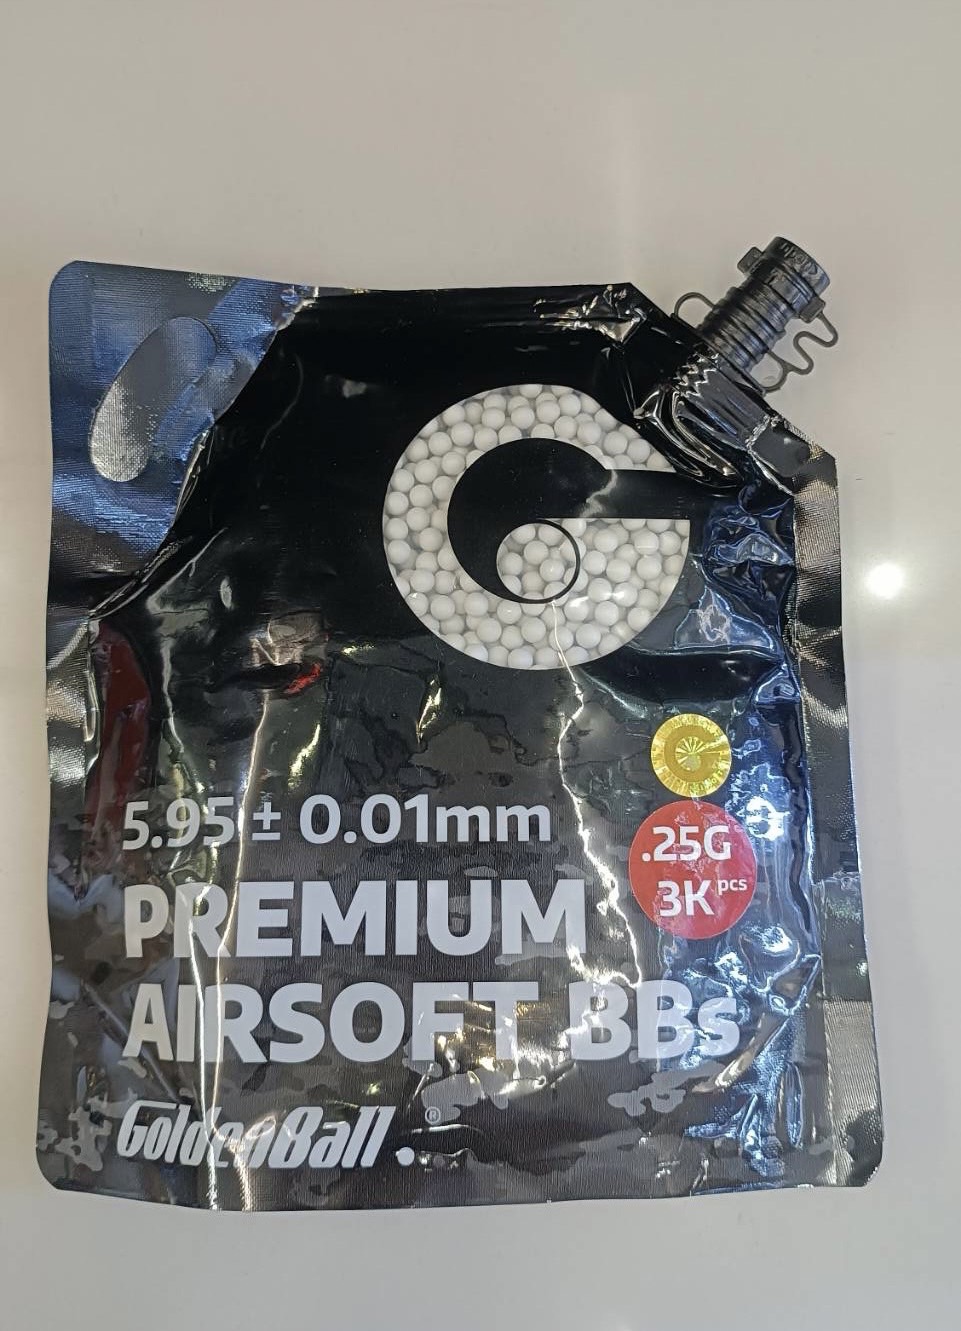 .25G
3K pcs
5.95 ± 0.01mm
PREMIUM
AIRSOFT BBs
GoldenBall ®